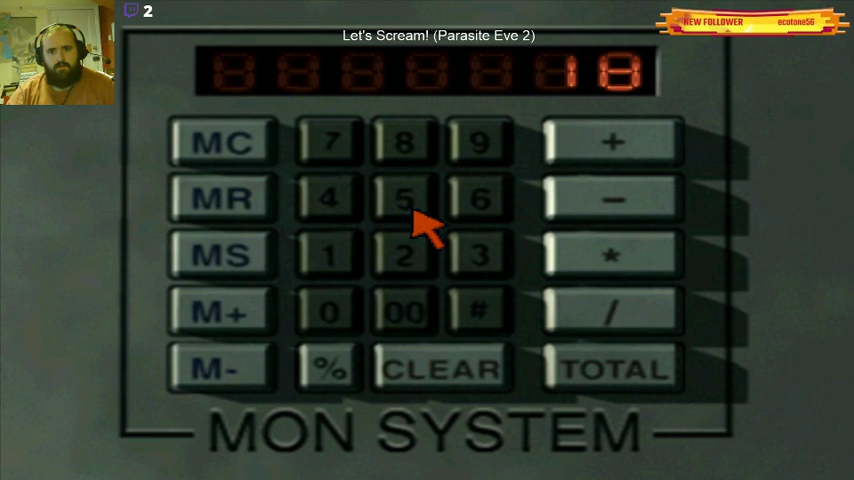 2
NEW FOLLOWER ecotone56
Let's Scream! (Parasite Eve 2)
18
MC 7 8 9 +
MR 4 5 6 -
MS 1 2 3 *
M+ 0 00 # /
M- % CLEAR TOTAL
MON SYSTEM